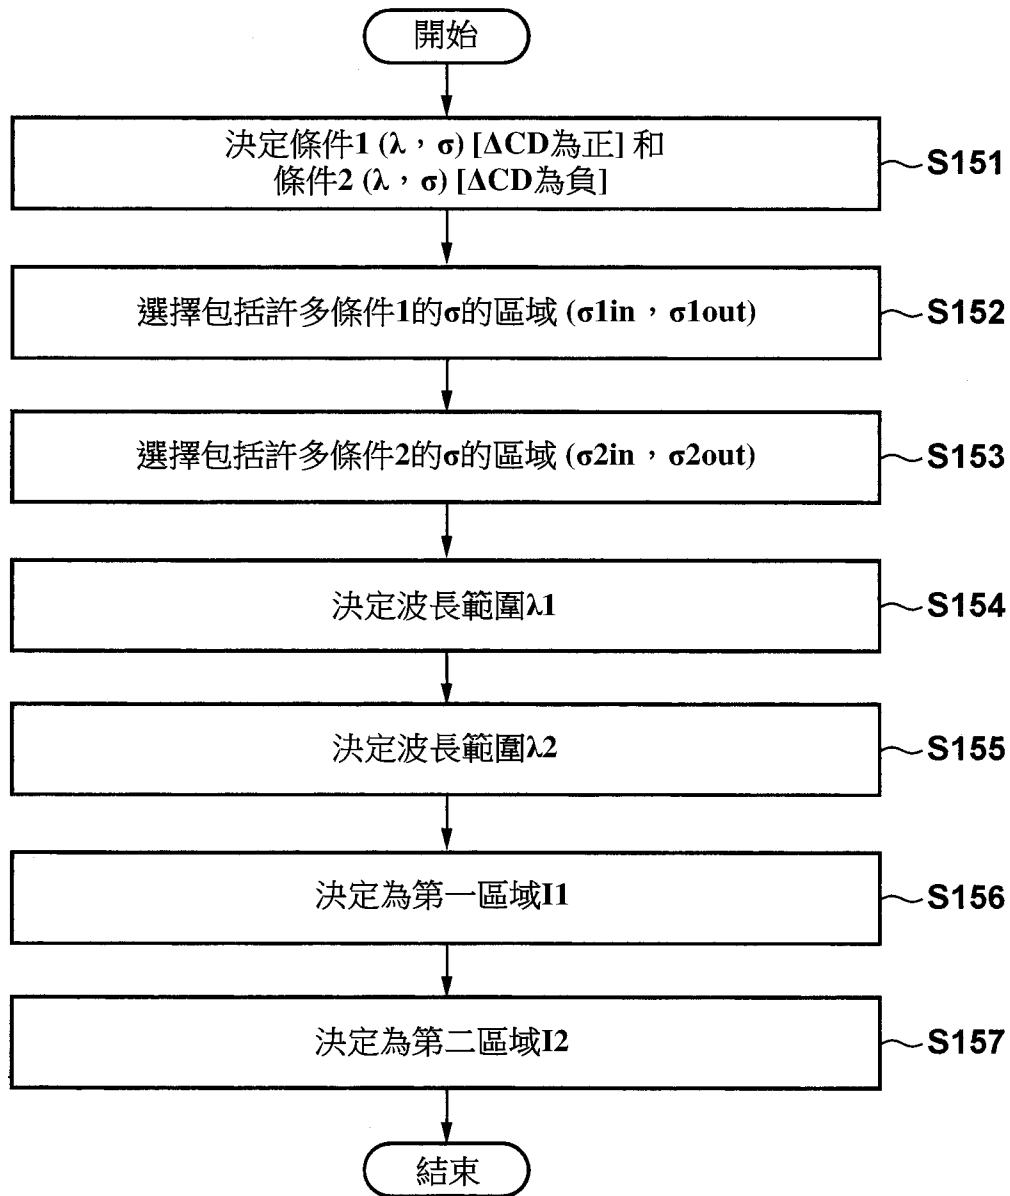 開始
決定條件1 (λ，σ) [ΔCD為正] 和
條件2 (λ，σ) [ΔCD為負]
S151
選擇包括許多條件1的σ的區域 (σ1in，σ1out)
S152
選擇包括許多條件2的σ的區域 (σ2in，σ2out)
S153
決定波長範圍λ1
S154
決定波長範圍λ2
S155
決定為第一區域I1
S156
決定為第二區域I2
S157
結束